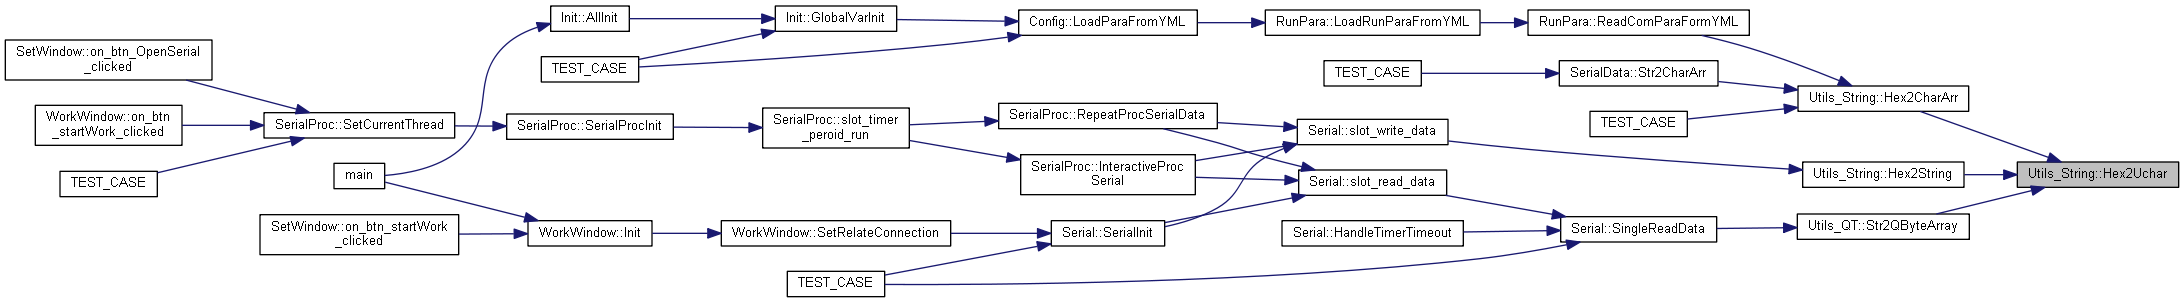 Init::AllInit
Init::GlobalVarInit
Config::LoadParaFromYML
RunPara::LoadRunParaFromYML
RunPara::ReadComParaFormYML
SetWindow::on_btn_OpenSerial
_clicked
TEST_CASE
TEST_CASE
SerialData::Str2CharArr
Utils_String::Hex2CharArr
WorkWindow::on_btn
_startWork_clicked
SerialProc::SetCurrentThread
SerialProc::SerialProcInit
SerialProc::slot_timer
_peroid_run
SerialProc::RepeatProcSerialData
Serial::slot_write_data
TEST_CASE
TEST_CASE
main
SerialProc::InteractiveProc
Serial
Serial::slot_read_data
Utils_String::Hex2String
Utils_String::Hex2Uchar
SetWindow::on_btn_startWork
_clicked
WorkWindow::Init
WorkWindow::SetRelateConnection
Serial::SerialInit
Serial::HandleTimerTimeout
Serial::SingleReadData
Utils_QT::Str2QByteArray
TEST_CASE